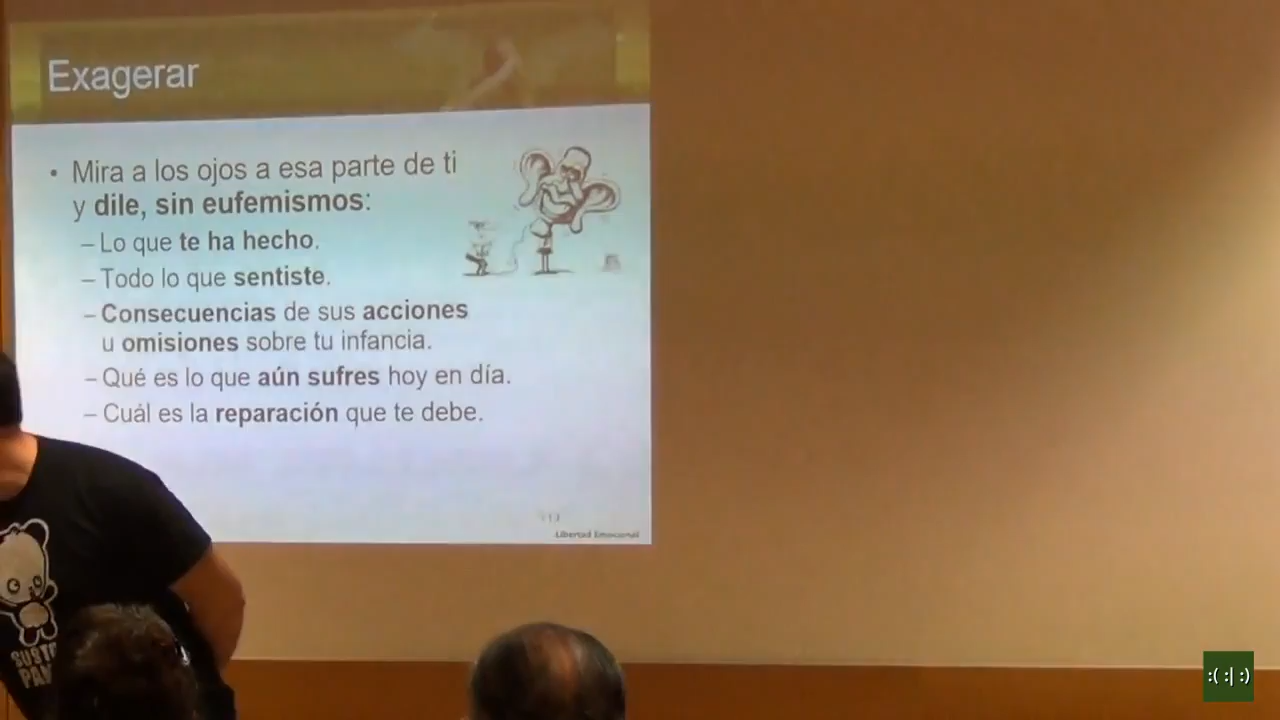 Exagerar
• Mira a los ojos a esa parte de ti
y dile, sin eufemismos:
– Lo que te ha hecho.
– Todo lo que sentiste.
– Consecuencias de sus acciones
u omisiones sobre tu infancia.
– Qué es lo que aún sufres hoy en día.
– Cuál es la reparación que te debe.
Libertad Emocional
:( :| :)